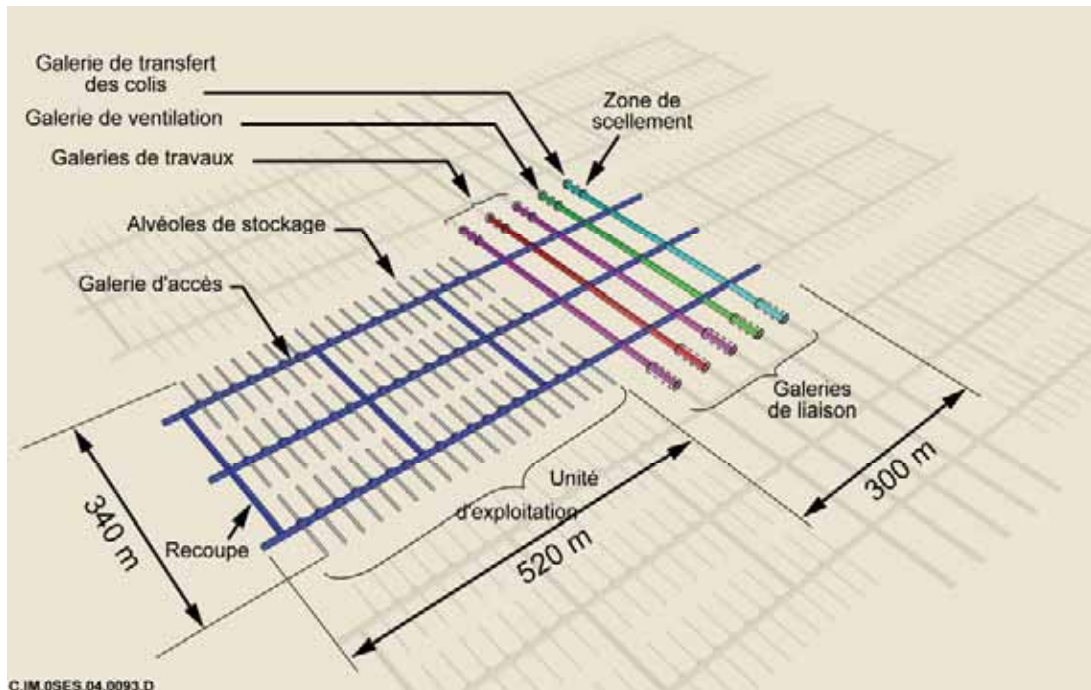 Galerie de transfert
des colis
Galerie de ventilation
Zone de
scellement
Galeries de travaux
Alvéoles de stockage
Galerie d'accès
Galeries
de liaison
300 m
Unité
d'exploitation
520 m
340 m
Recoupe
C.IM.0SES.04.0093.D